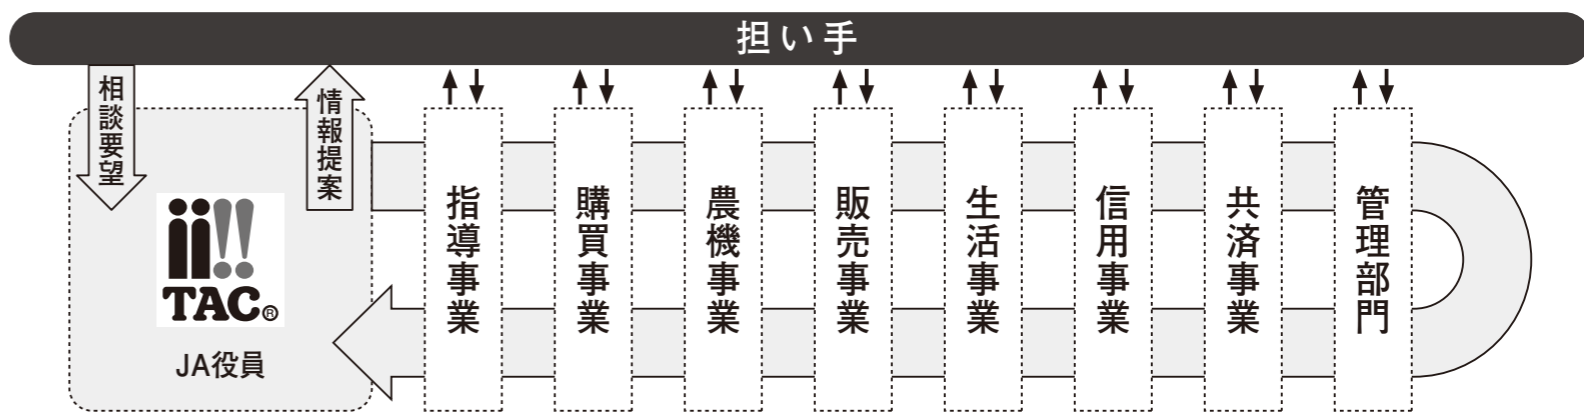 担い手
相談要望
情報提案
TAC®
JA役員
指導事業
購買事業
農機事業
販売事業
生活事業
信用事業
共済事業
管理部門